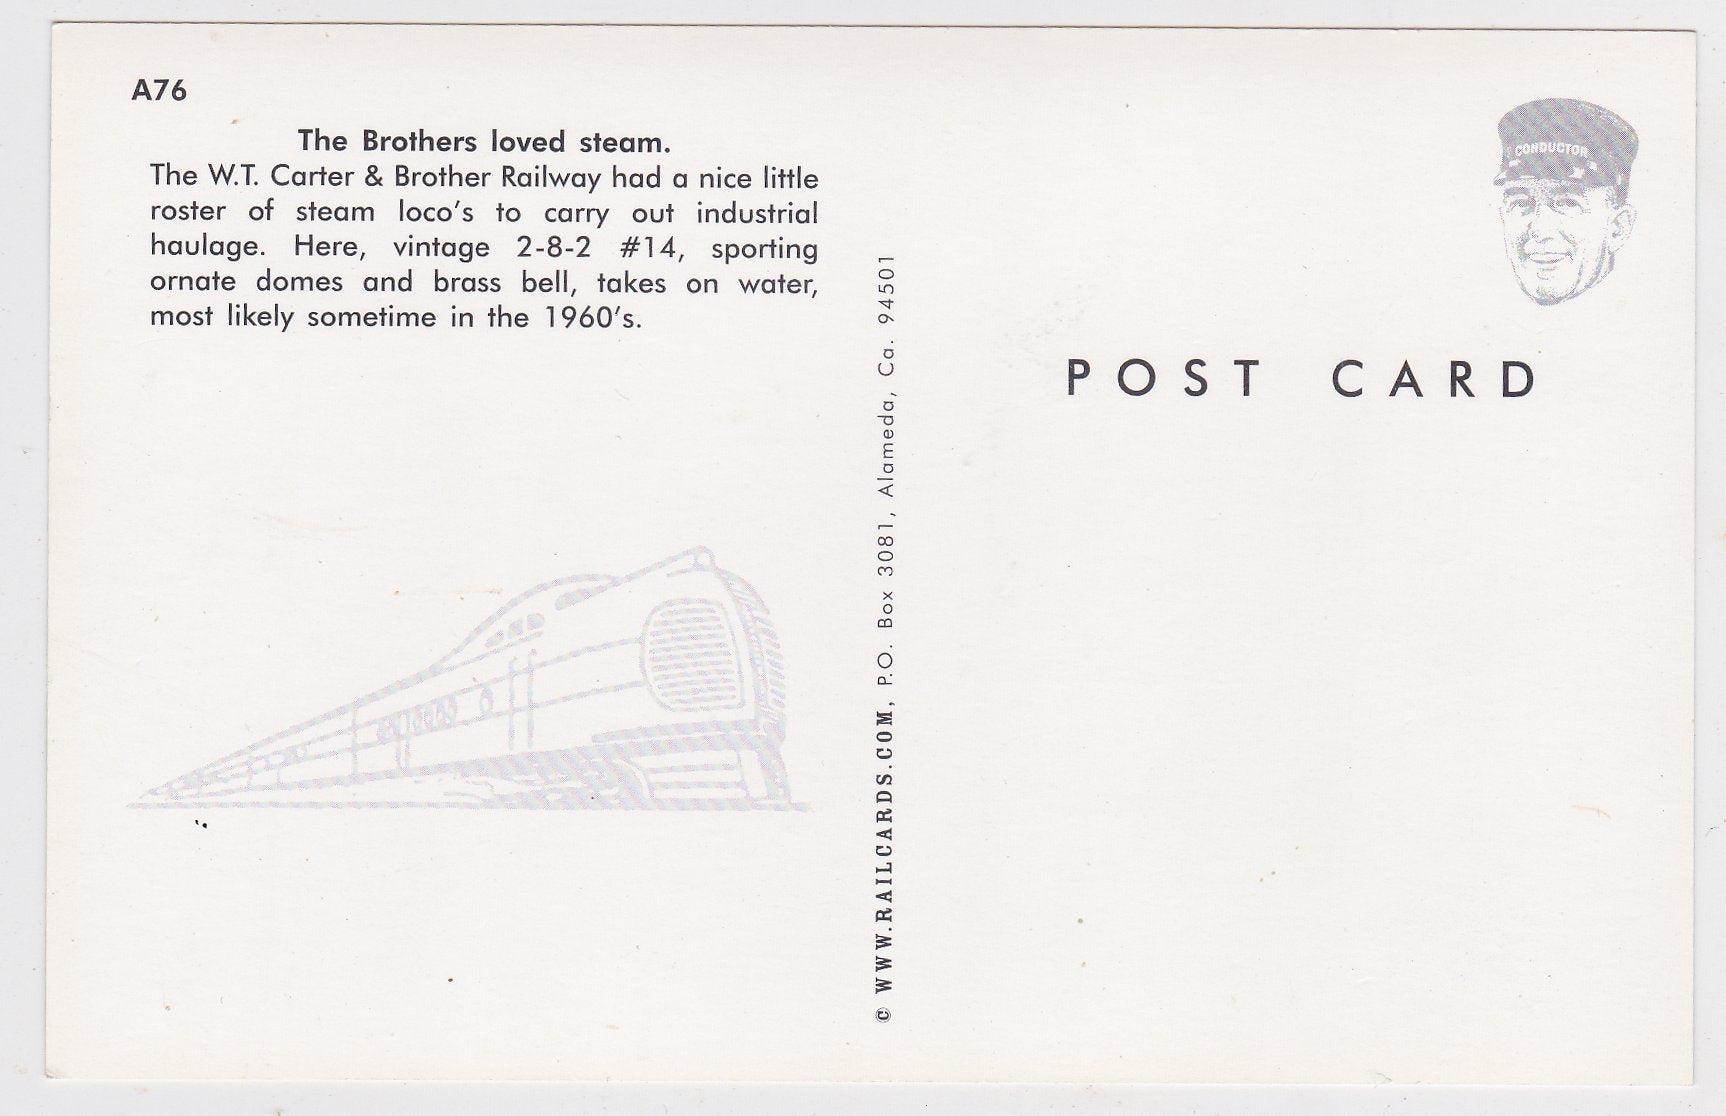 A76
The Brothers loved steam.
The W.T. Carter & Brother Railway had a nice little
roster of steam loco's to carry out industrial
haulage. Here, vintage 2-8-2 #14, sporting
ornate domes and brass bell, takes on water,
most likely sometime in the 1960's.
© WWW.RAILCARDS.COM, P.O. Box 3081, Alameda, Ca. 94501
CONDUCTOR
POST CARD